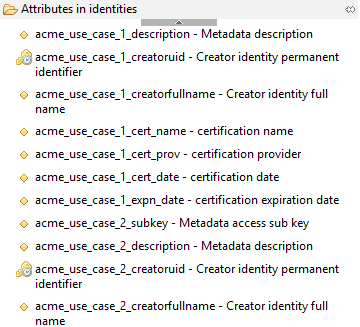 Attributes in identities
acme_use_case_1_description - Metadata description
acme_use_case_1_creatoruid - Creator identity permanent
identifier
acme_use_case_1_creatorfullname - Creator identity full
name
acme_use_case_1_cert_name - certification name
acme_use_case_1_cert_prov - certification provider
acme_use_case_1_cert_date - certification date
acme_use_case_1_expn_date - certification expiration date
acme_use_case_2_subkey - Metadata access sub key
acme_use_case_2_description - Metadata description
acme_use_case_2_creatoruid - Creator identity permanent
identifier
acme_use_case_2_creatorfullname - Creator identity full
name